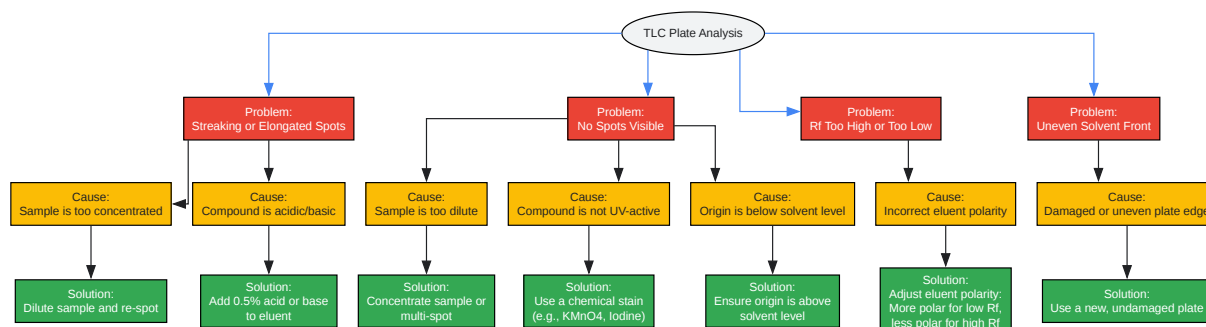 TLC Plate Analysis
Problem:
Streaking or Elongated Spots
Problem:
No Spots Visible
Problem:
Rf Too High or Too Low
Problem:
Uneven Solvent Front
Cause:
Sample is too concentrated
Cause:
Compound is acidic/basic
Cause:
Sample is too dilute
Cause:
Compound is not UV-active
Cause:
Origin is below solvent level
Cause:
Incorrect eluent polarity
Cause:
Damaged or uneven plate edge
Solution:
Dilute sample and re-spot
Solution:
Add 0.5% acid or base
to eluent
Solution:
Concentrate sample or
multi-spot
Solution:
Use a chemical stain
(e.g., KMnO4, Iodine)
Solution:
Ensure origin is above
solvent level
Solution:
Adjust eluent polarity:
More polar for low Rf,
less polar for high Rf
Solution:
Use a new, undamaged plate